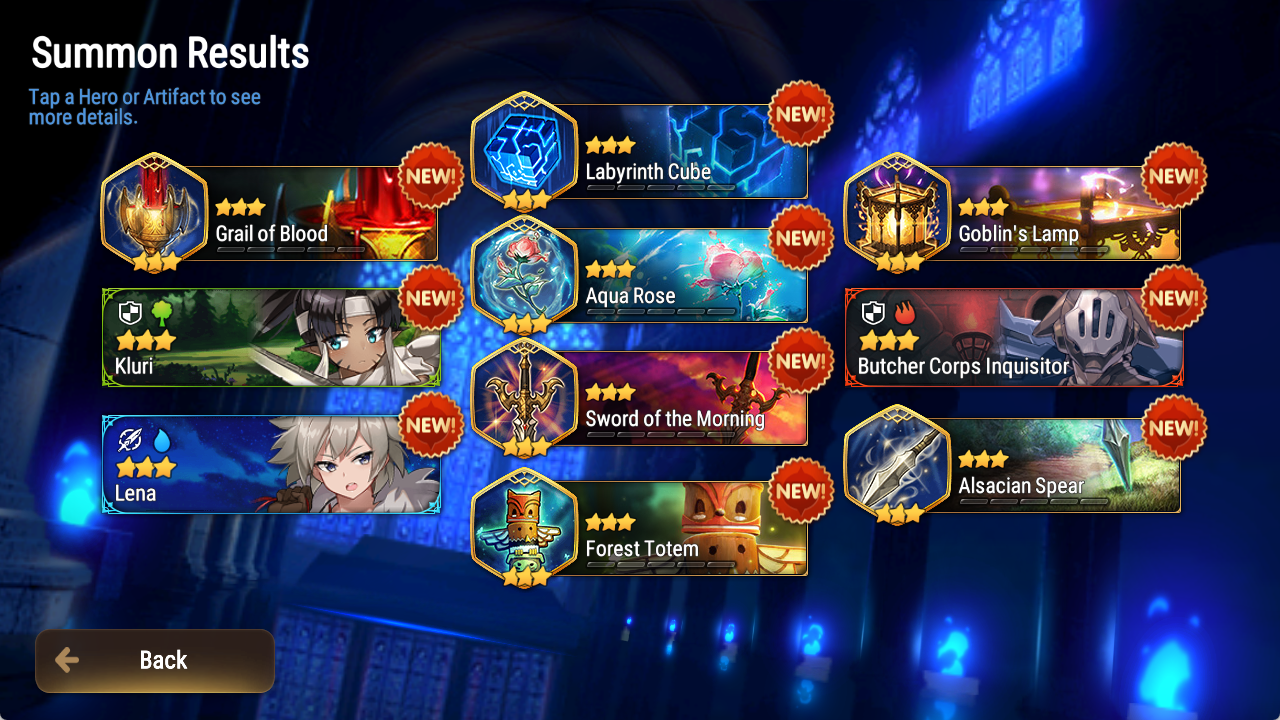 Summon Results
Tap a Hero or Artifact to see
more details.
NEW!
Grail of Blood
NEW!
Kluri
NEW!
Lena
NEW!
Labyrinth Cube
NEW!
Aqua Rose
NEW!
Sword of the Morning
NEW!
Forest Totem
NEW!
Goblin's Lamp
NEW!
Butcher Corps Inquisitor
NEW!
Alsacian Spear
Back